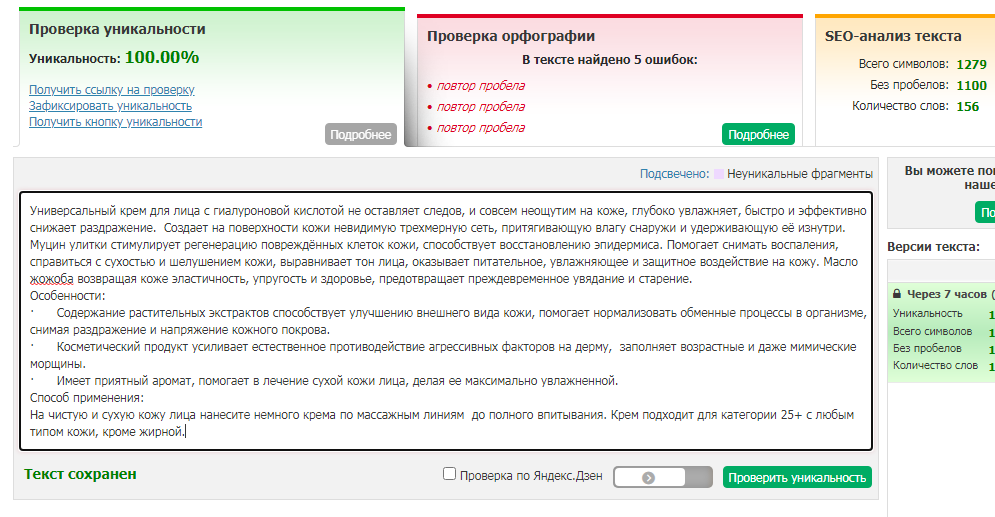 Проверка уникальности
Уникальность: 100.00%
Получить ссылку на проверку
Зафиксировать уникальность
Получить кнопку уникальности
Подробнее
Проверка орфографии
В тексте найдено 5 ошибок:
• повтор пробела
• повтор пробела
• повтор пробела
Подробнее
SEO-анализ текста
Всего символов: 1279
Без пробелов: 1100
Количество слов: 156
Подсвечено: Неуникальные фрагменты
Универсальный крем для лица с гиалуроновой кислотой не оставляет следов, и совсем неощутим на коже, глубоко увлажняет, быстро и эффективно
снижает раздражение.  Создает на поверхности кожи невидимую трехмерную сеть, притягивающую влагу снаружи и удерживающую её изнутри.
Муцин улитки стимулирует регенерацию повреждённых клеток кожи, способствует восстановлению эпидермиса. Помогает снимать воспаления,
справиться с сухостью и шелушением кожи, выравнивает тон лица, оказывает питательное, увлажняющее и защитное воздействие на кожу. Масло
жожоба возвращая коже эластичность, упругость и здоровье, предотвращает преждевременное увядание и старение.
Особенности:
· Содержание растительных экстрактов способствует улучшению внешнего вида кожи, помогает нормализовать обменные процессы в организме,
снимая раздражение и напряжение кожного покрова.
· Косметический продукт усиливает естественное противодействие агрессивных факторов на дерму,  заполняет возрастные и даже мимические
морщины.
· Имеет приятный аромат, помогает в лечение сухой кожи лица, делая ее максимально увлажненной.
Способ применения:
На чистую и сухую кожу лица нанесите немного крема по массажным линиям  до полного впитывания. Крем подходит для категории 25+ с любым
типом кожи, кроме жирной.
Текст сохранен
Проверка по Яндекс.Дзен
Проверить уникальность
Вы можете
наше
Версии текста:
Через 7 часов (
Уникальность 1
Всего символов 1
Без пробелов 1
Количество слов 1